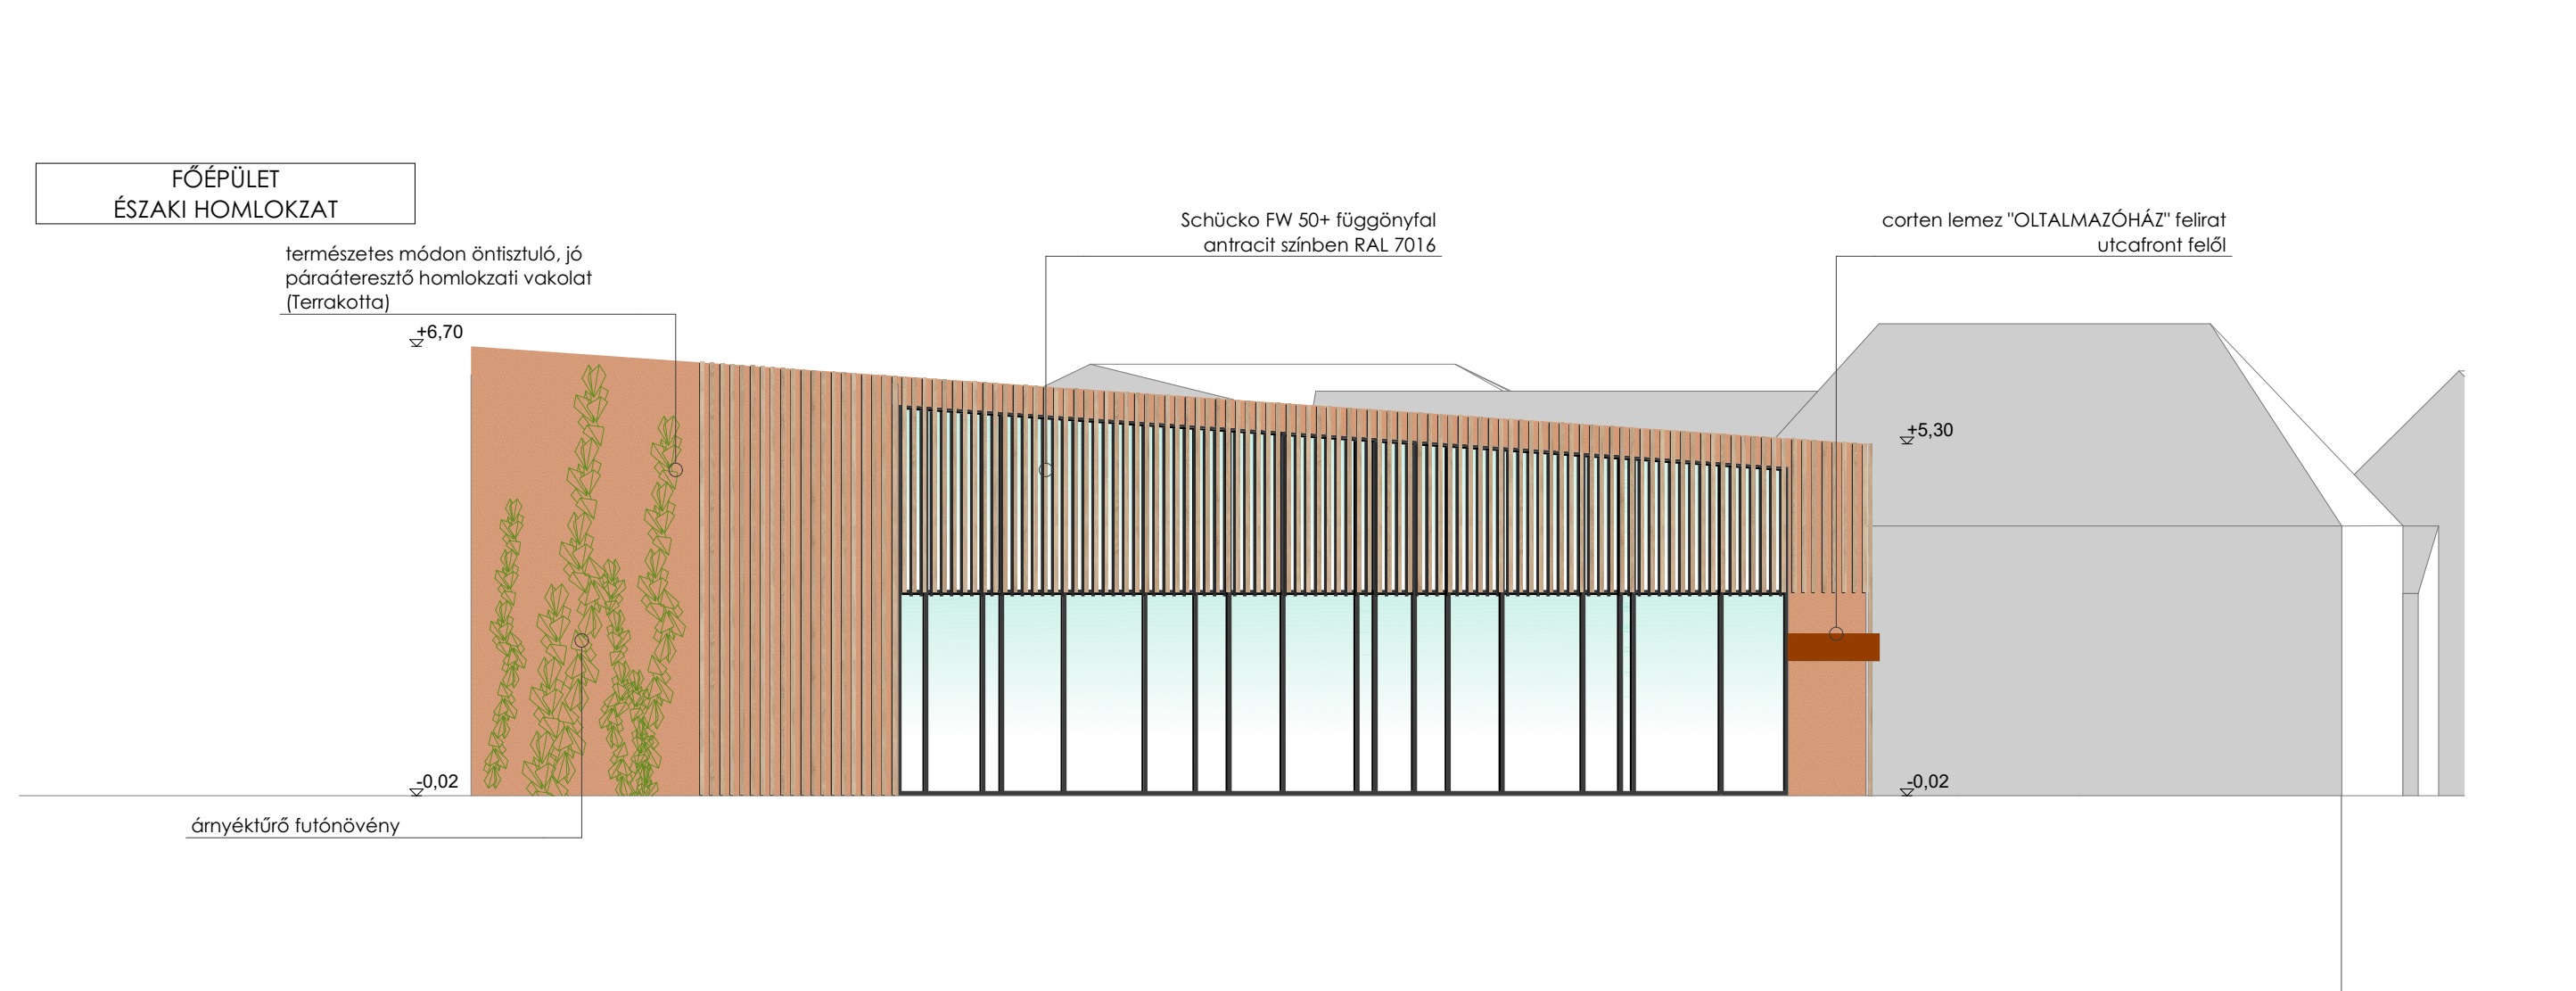 FŐÉPÜLET
ÉSZAKI HOMLOKZAT
természetes módon öntisztuló, jó
páraáteresztő homlokzati vakolat
(Terrakotta)
Schücko FW 50+ függönyfal
antracit színben RAL 7016
corten lemez "OLTALMAZÓHÁZ" felirat
utcafront felől
+6,70
+5,30
-0,02
-0,02
árnyéktűrő futónövény